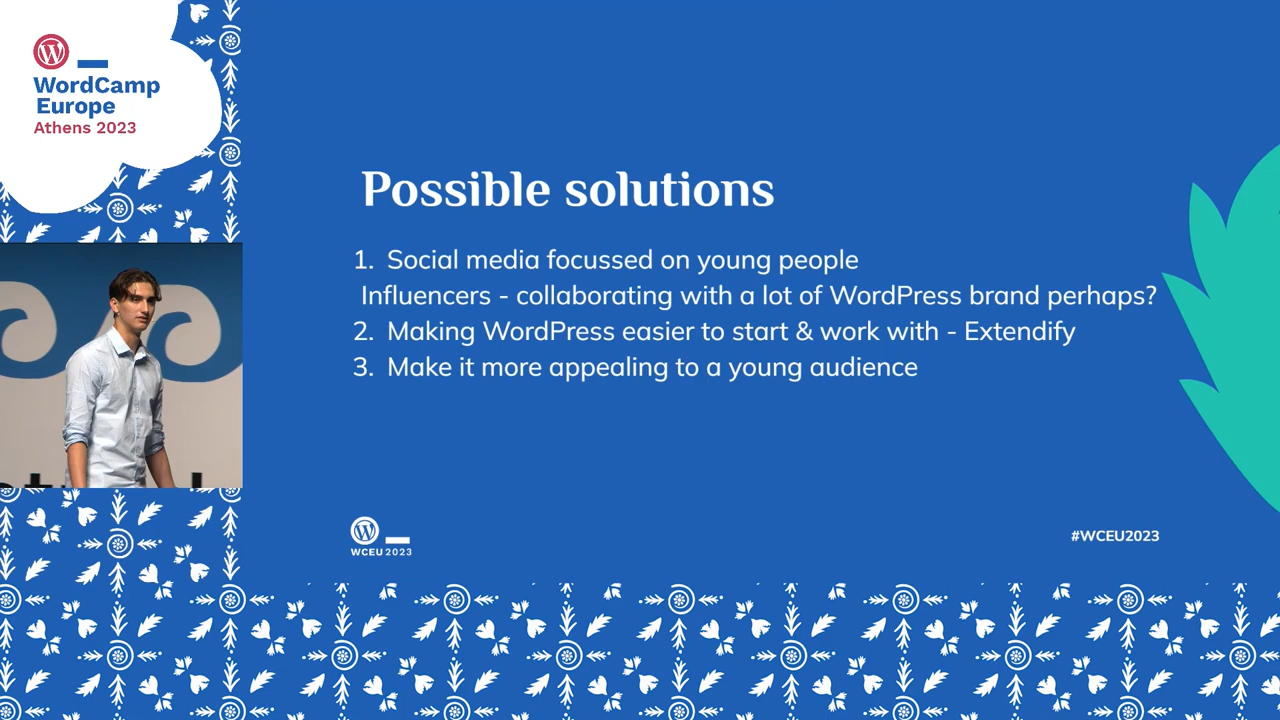 WordCamp
Europe
Athens 2023
Possible solutions
1. Social media focussed on young people
Influencers - collaborating with a lot of WordPress brand perhaps?
2. Making WordPress easier to start & work with - Extendify
3. Make it more appealing to a young audience
WCEU 2023
#WCEU2023